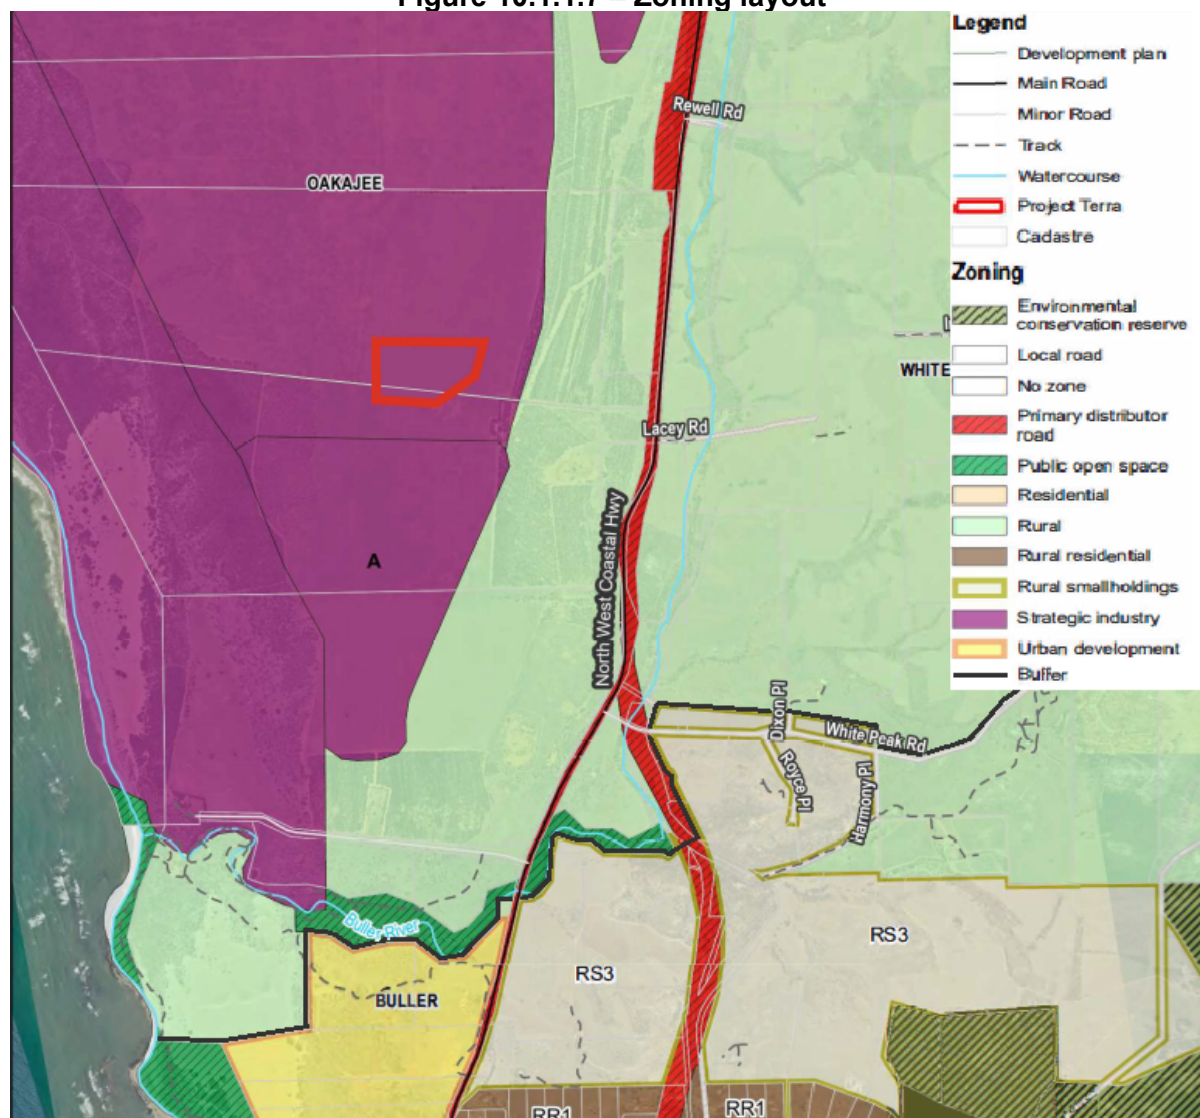 Figure 10.1.1.7 – Zoning layout
Legend
Development plan
Main Road
Minor Road
Track
Watercourse
Project Terra
Cadastre
Zoning
Environmental
conservation reserve
Local road
No zone
Primary distributor
road
Public open space
Residential
Rural
Rural residential
Rural smallholdings
Strategic industry
Urban development
Buffer
Rewell Rd
OAKAJEE
WHITE
Lacey Rd
North West Coastal Hwy
A
Dixon Pl
White Peak Rd
Royce Pl
Harmony Pl
Buller River
RS3
RS3
BULLER
RR1
RR1